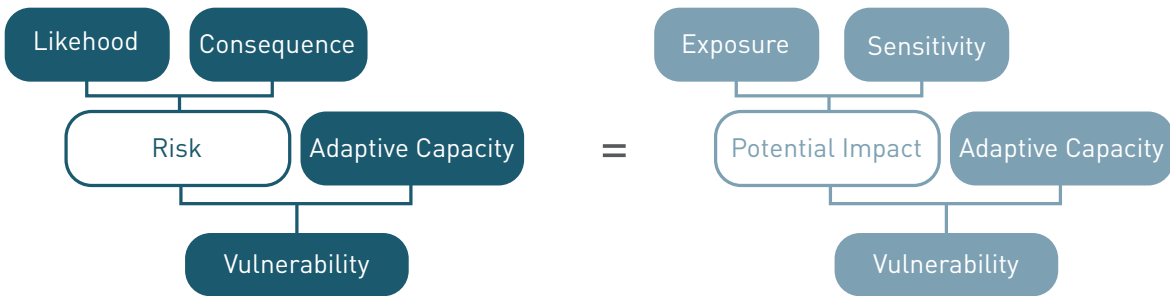 Likehood
Consequence
Risk
Adaptive Capacity
Vulnerability
=
Exposure
Sensitivity
Potential Impact
Adaptive Capacity
Vulnerability